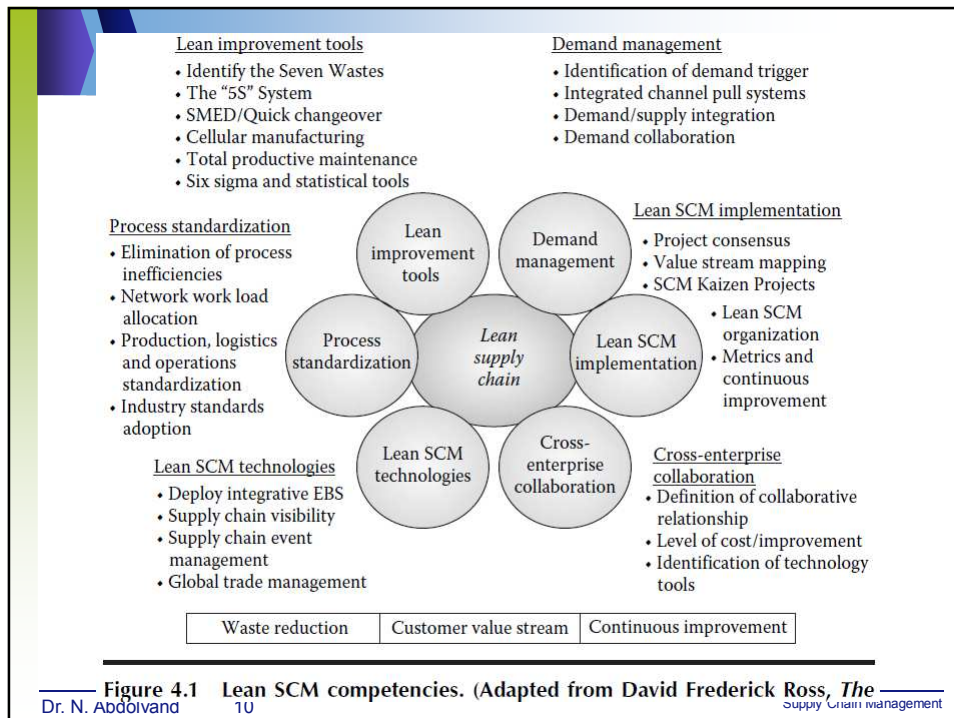 Lean improvement tools
• Identify the Seven Wastes
• The “5S” System
• SMED/Quick changeover
• Cellular manufacturing
• Total productive maintenance
• Six sigma and statistical tools
Demand management
• Identification of demand trigger
• Integrated channel pull systems
• Demand/supply integration
• Demand collaboration
Process standardization
• Elimination of process
inefficiencies
• Network work load
allocation
• Production, logistics
and operations
standardization
• Industry standards
adoption
Lean
improvement
tools
Demand
management
Lean SCM implementation
• Project consensus
• Value stream mapping
• SCM Kaizen Projects
• Lean SCM
organization
• Metrics and
continuous
improvement
Process
standardization
Lean
supply
chain
Lean SCM
implementation
Lean SCM
technologies
Cross-
enterprise
collaboration
Lean SCM technologies
• Deploy integrative EBS
• Supply chain visibility
• Supply chain event
management
• Global trade management
Cross-enterprise
collaboration
• Definition of collaborative
relationship
• Level of cost/improvement
• Identification of technology
tools
Waste reduction
Customer value stream
Continuous improvement
Figure 4.1 Lean SCM competencies. (Adapted from David Frederick Ross, The
Dr. N. Abdolvand
10
Supply Chain Management